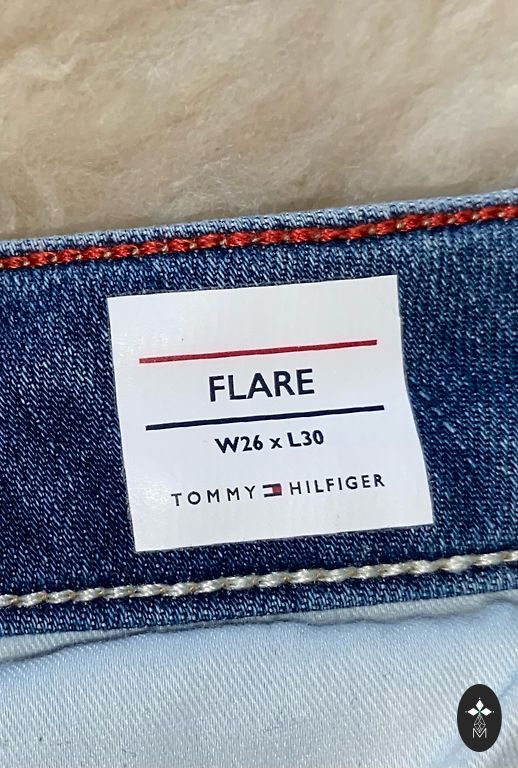 FLARE
W26 x L30
TOMMY HILFIGER
M